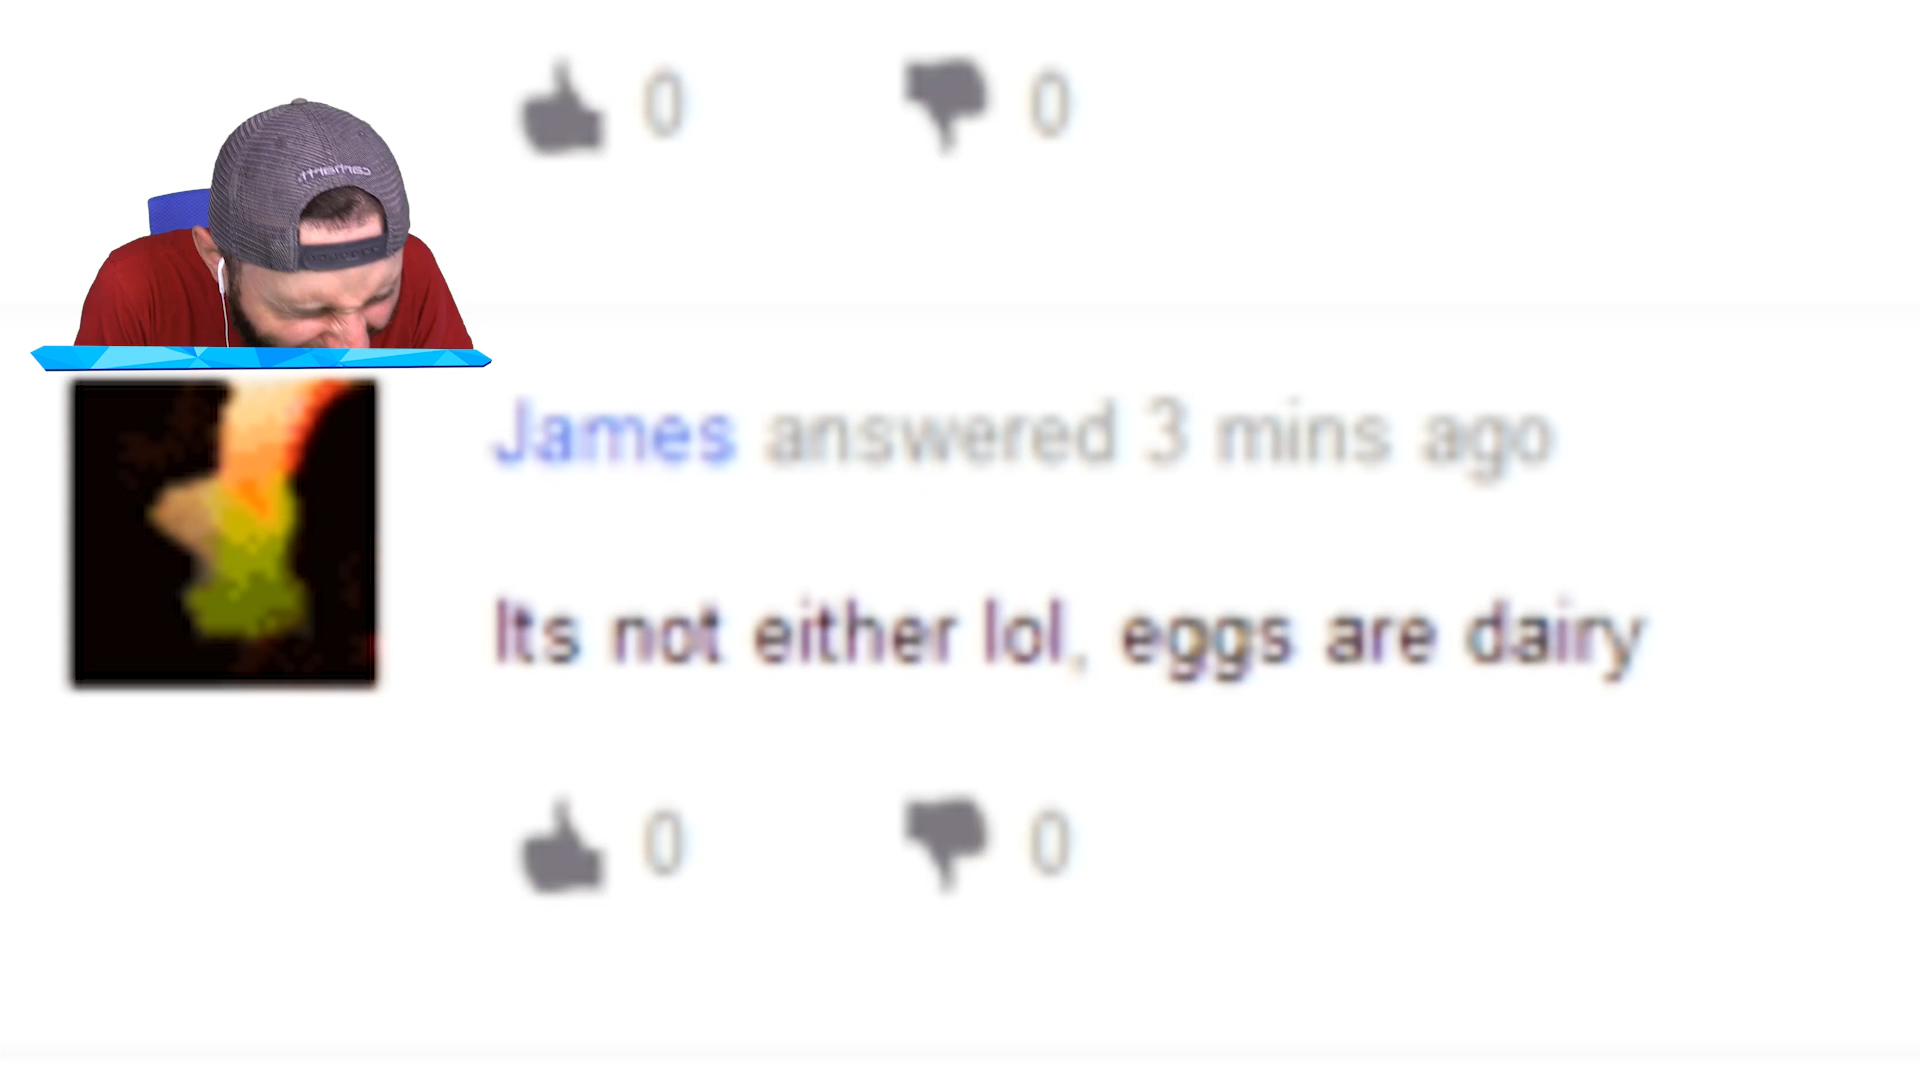 0 0
James answered 3 mins ago
Its not either lol, eggs are dairy
0 0